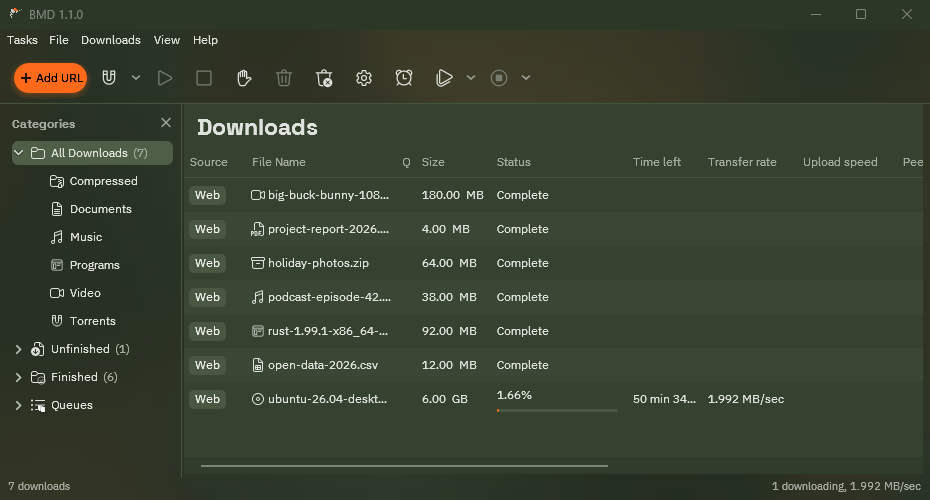 BMD 1.1.0
Tasks File Downloads View Help
+ Add URL
Categories
All Downloads (7)
Compressed
Documents
Music
Programs
Video
Torrents
Unfinished (1)
Finished (6)
Queues
Downloads
Source File Name Q Size Status Time left Transfer rate Upload speed Pee
Web big-buck-bunny-108... 180.00 MB Complete
Web project-report-2026.... 4.00 MB Complete
Web holiday-photos.zip 64.00 MB Complete
Web podcast-episode-42.... 38.00 MB Complete
Web rust-1.99.1-x86_64-... 92.00 MB Complete
Web open-data-2026.csv 12.00 MB Complete
Web ubuntu-26.04-deskt... 6.00 GB 1.66% 50 min 34... 1.992 MB/sec
7 downloads
1 downloading, 1.992 MB/sec